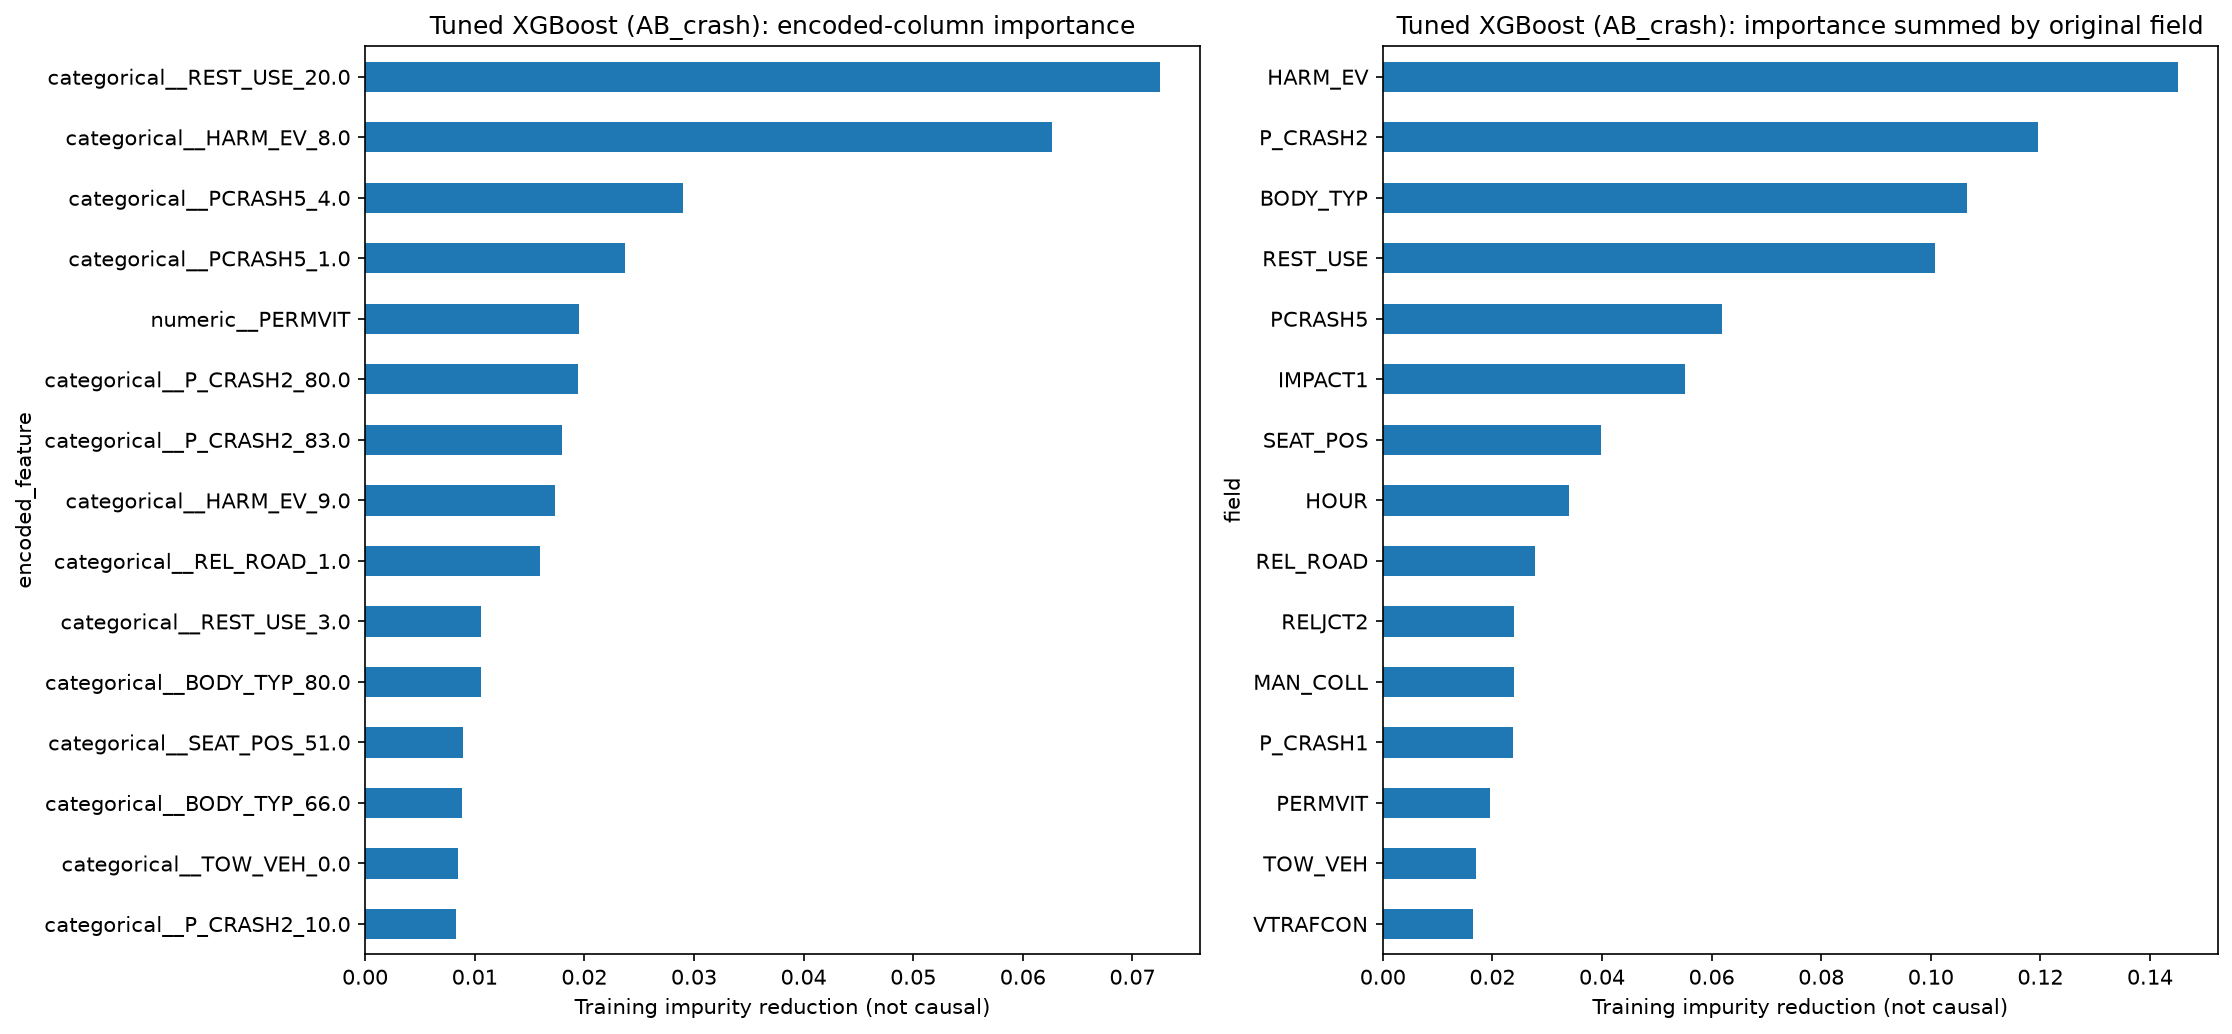 Tuned XGBoost (AB_crash): encoded-column importance
encoded_feature
categorical__REST_USE_20.0
categorical__HARM_EV_8.0
categorical__PCRASH5_4.0
categorical__PCRASH5_1.0
numeric__PERMVIT
categorical__P_CRASH2_80.0
categorical__P_CRASH2_83.0
categorical__HARM_EV_9.0
categorical__REL_ROAD_1.0
categorical__REST_USE_3.0
categorical__BODY_TYP_80.0
categorical__SEAT_POS_51.0
categorical__BODY_TYP_66.0
categorical__TOW_VEH_0.0
categorical__P_CRASH2_10.0
0.00 0.01 0.02 0.03 0.04 0.05 0.06 0.07
Training impurity reduction (not causal)
Tuned XGBoost (AB_crash): importance summed by original field
field
HARM_EV
P_CRASH2
BODY_TYP
REST_USE
PCRASH5
IMPACT1
SEAT_POS
HOUR
REL_ROAD
RELJCT2
MAN_COLL
P_CRASH1
PERMVIT
TOW_VEH
VTRAFCON
0.00 0.02 0.04 0.06 0.08 0.10 0.12 0.14
Training impurity reduction (not causal)